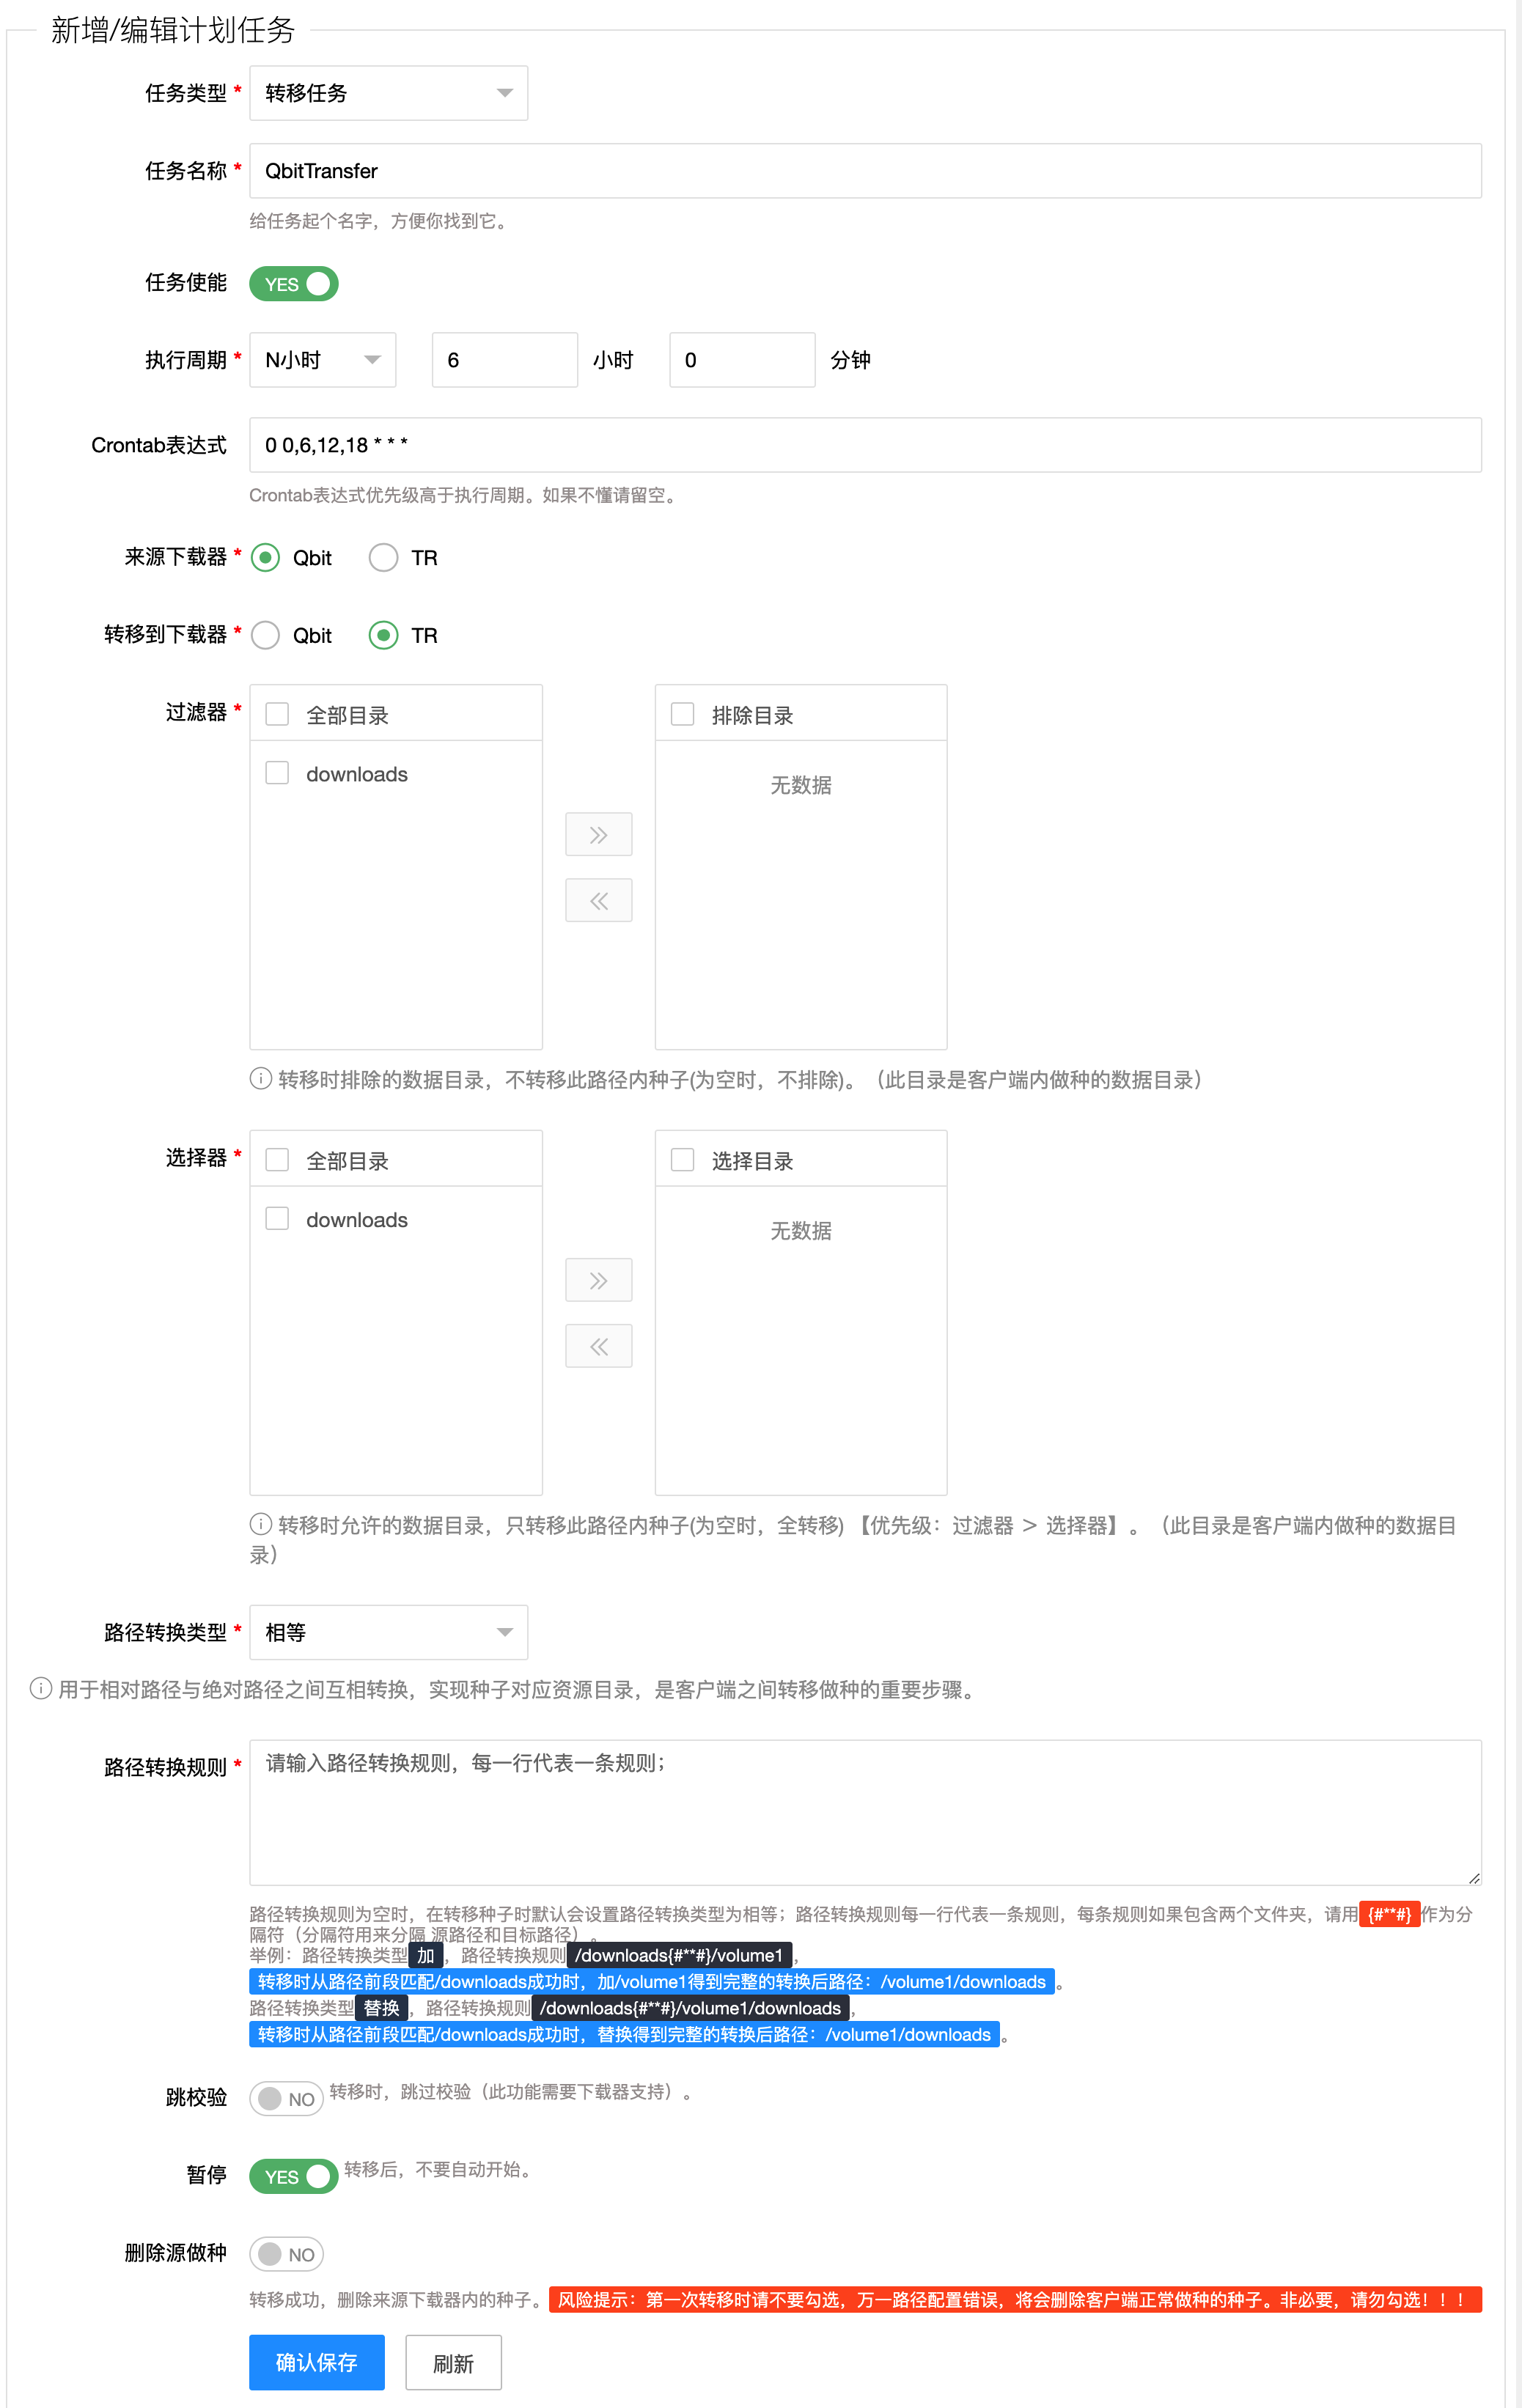 新增/编辑计划任务
任务类型 * 转移任务
任务名称 * QbitTransfer
给任务起个名字，方便你找到它。
任务使能 YES
执行周期 * N小时 6 小时 0 分钟
Crontab表达式 0 0,6,12,18 * * *
Crontab表达式优先级高于执行周期。如果不懂请留空。
来源下载器 * Qbit TR
转移到下载器 * Qbit TR
过滤器 * 全部目录 排除目录
downloads 无数据
转移时排除的数据目录，不转移此路径内种子(为空时，不排除)。（此目录是客户端内做种的数据目录）
选择器 * 全部目录 选择目录
downloads 无数据
转移时允许的数据目录，只转移此路径内种子(为空时，全转移) 【优先级：过滤器 > 选择器】。（此目录是客户端内做种的数据目
录）
路径转换类型 * 相等
用于相对路径与绝对路径之间互相转换，实现种子对应资源目录，是客户端之间转移做种的重要步骤。
路径转换规则 * 请输入路径转换规则，每一行代表一条规则；
路径转换规则为空时，在转移种子时默认会设置路径转换类型为相等；路径转换规则每一行代表一条规则，每条规则如果包含两个文件夹，请用 {#**#} 作为分
隔符（分隔符用来分隔 源路径和目标路径）。
举例：路径转换类型 加 ，路径转换规则 /downloads{#**#}/volume1 ，
转移时从路径前段匹配/downloads成功时，加/volume1得到完整的转换后路径：/volume1/downloads 。
路径转换类型 替换 ，路径转换规则 /downloads{#**#}/volume1/downloads ，
转移时从路径前段匹配/downloads成功时，替换得到完整的转换后路径：/volume1/downloads 。
跳校验 NO 转移时，跳过校验（此功能需要下载器支持）。
暂停 YES 转移后，不要自动开始。
删除源做种 NO
转移成功，删除来源下载器内的种子。 风险提示：第一次转移时请不要勾选，万一路径配置错误，将会删除客户端正常做种的种子。非必要，请勿勾选！！！
确认保存 刷新